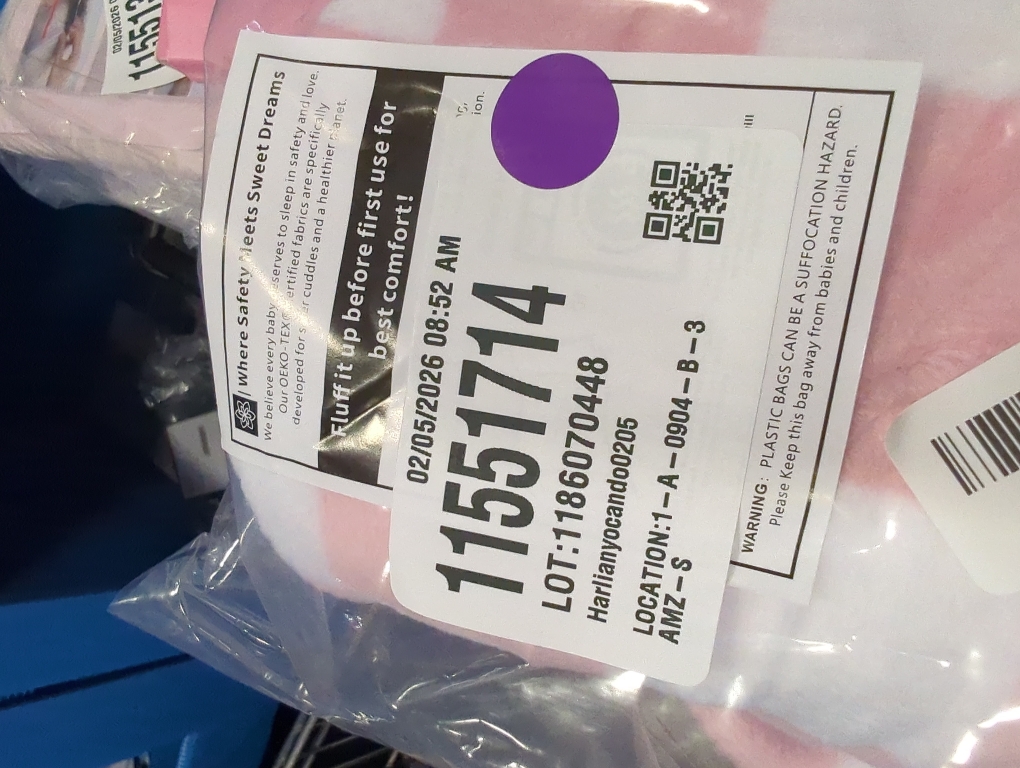 02/05/2026
115513
| Where Safety Meets Sweet Dreams
We believe every baby deserves to sleep in safety and love.
Our OEKO-TEX® certified fabrics are specifically
developed for cuddles and a healthier planet.
Fluff it up before first use for
best comfort!
ion.
02/05/2026 08:52 AM
11551714
LOT:1186070448
Harlianyocando0205
LOCATION:1-A-0904-B-3
AMZ-S
WARNING: PLASTIC BAGS CAN BE A SUFFOCATION HAZARD.
Please Keep this bag away from babies and children.